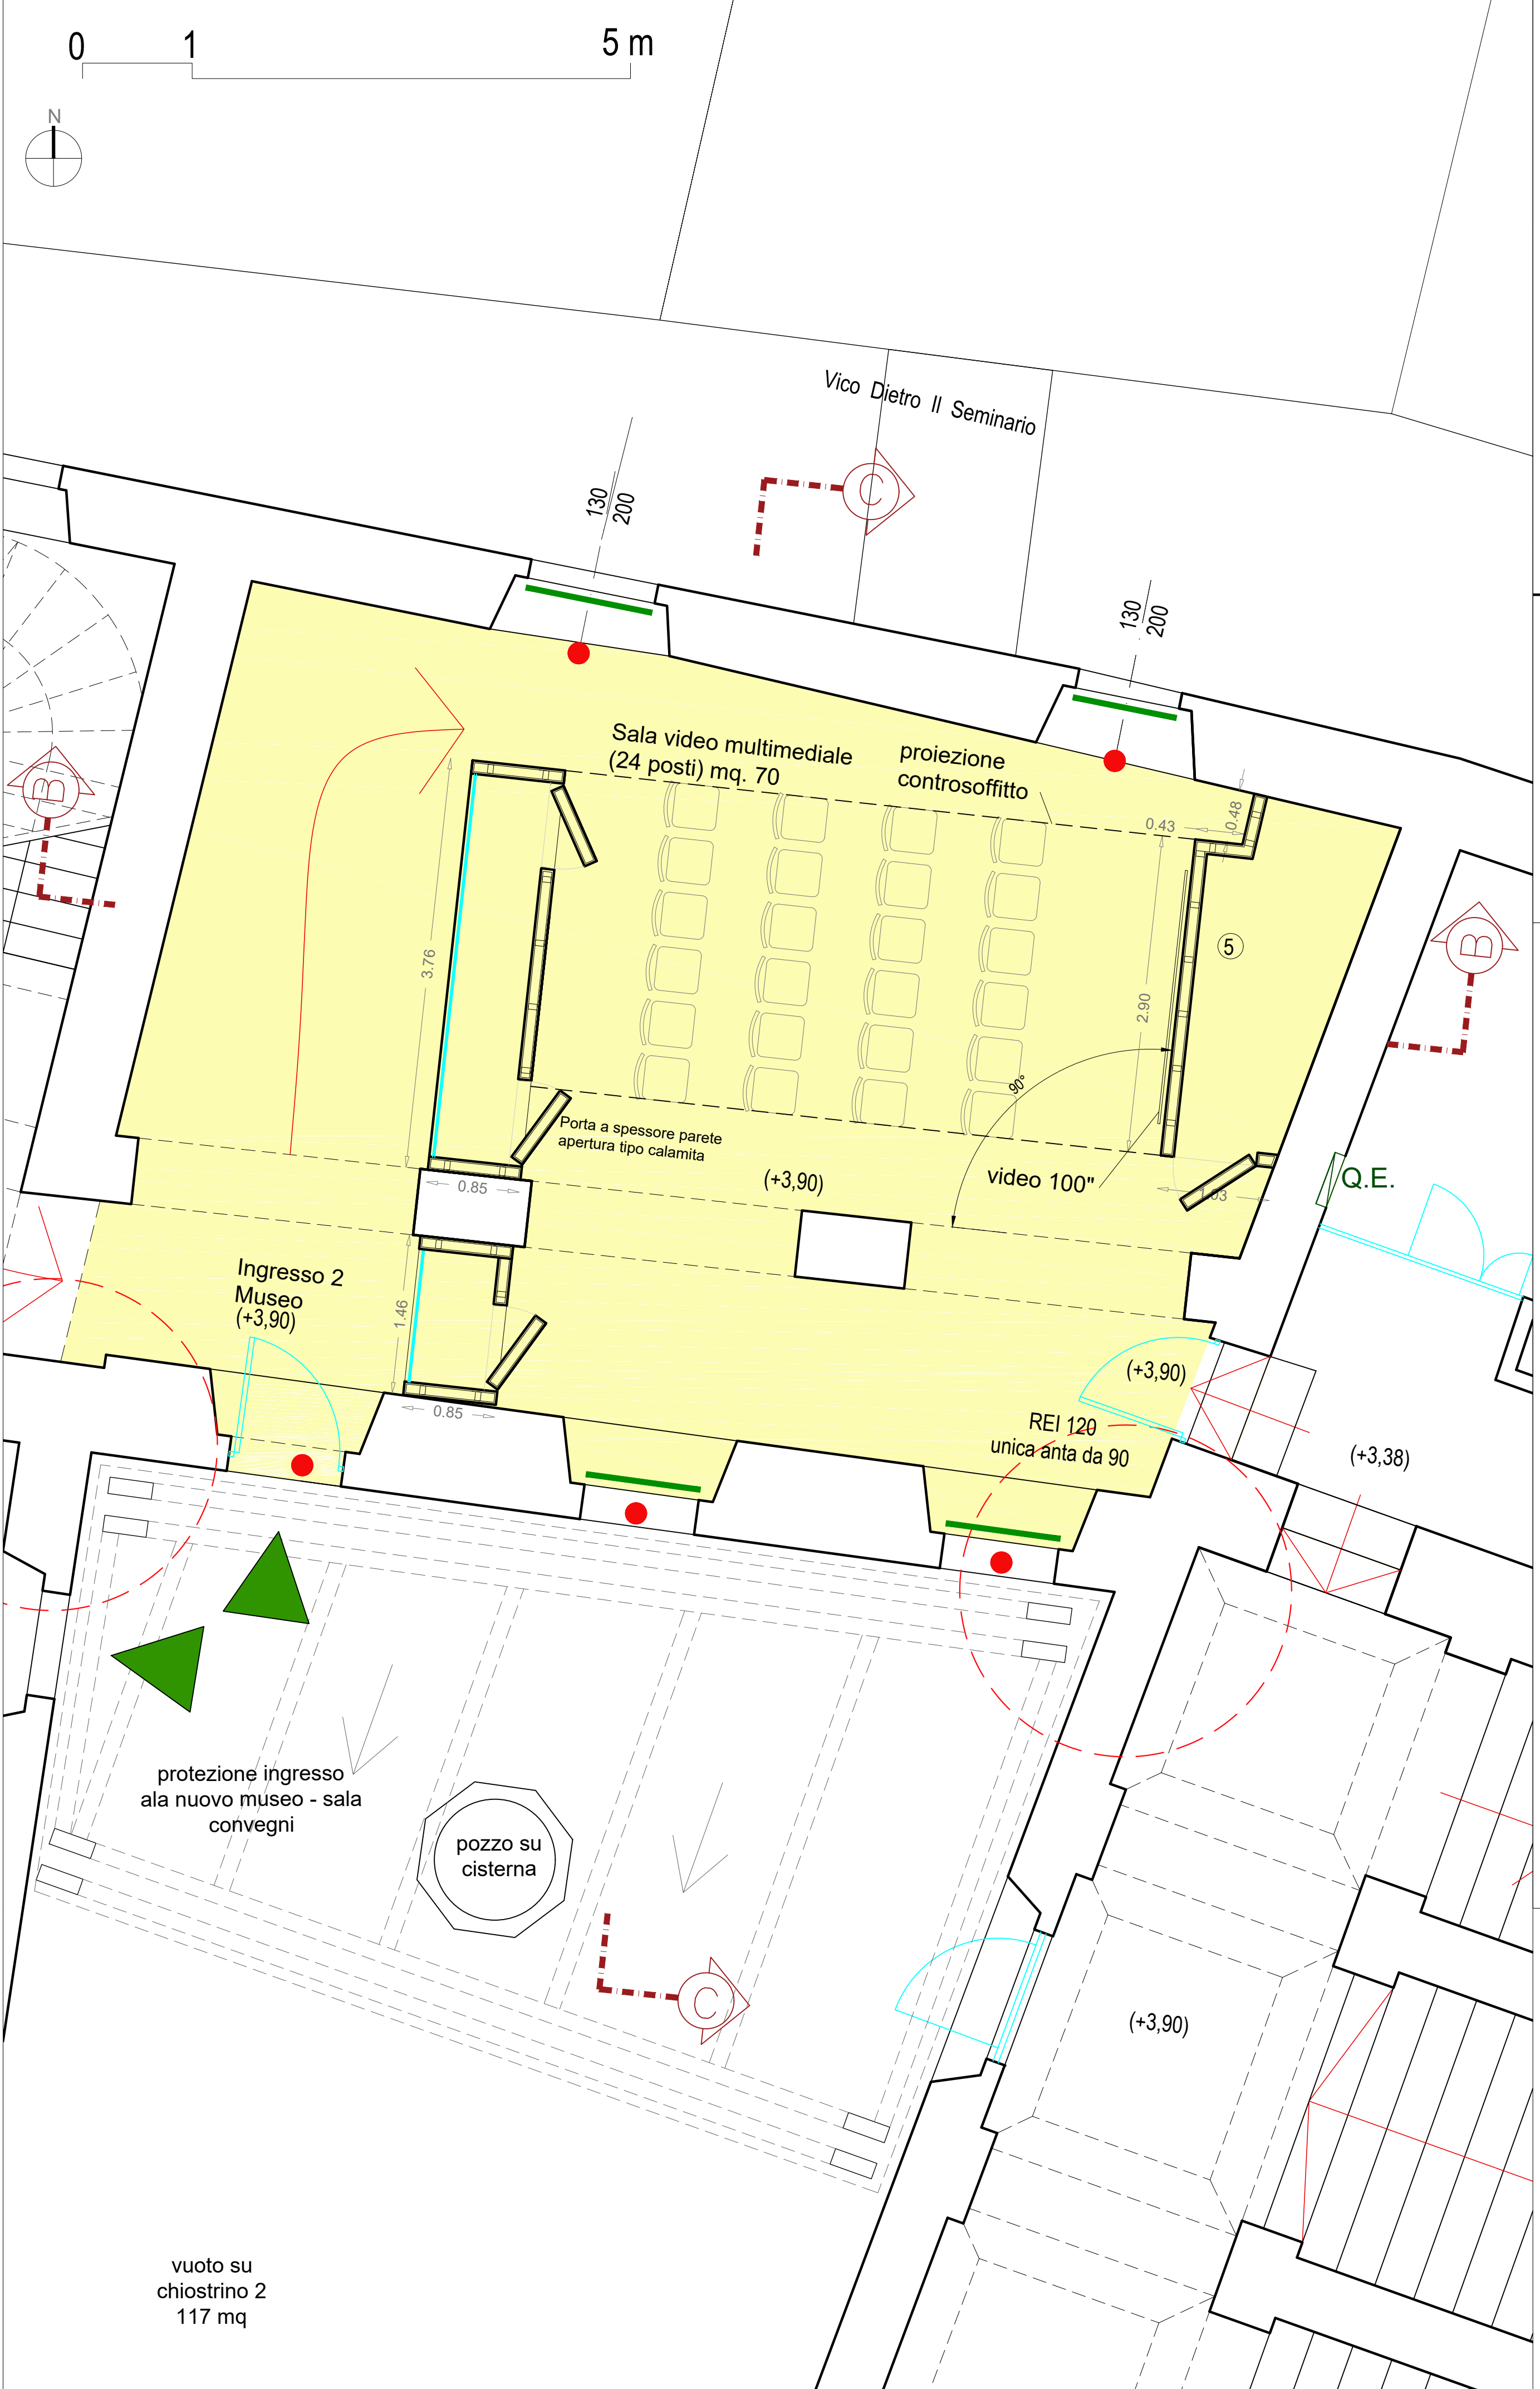 0 1 5 m
N
Vico Dietro Il Seminario
C
130
200
130
200
B
Sala video multimediale
(24 posti) mq. 70
proiezione
controsoffitto
0.43
0.48
5
B
3.76
2.90
90°
Porta a spessore parete
apertura tipo calamita
(+3,90)
video 100"
Q.E.
0.85
Ingresso 2
Museo
(+3,90)
1.46
0.85
(+3,90)
REI 120
unica anta da 90
(+3,38)
protezione ingresso
ala nuovo museo - sala
convegni
pozzo su
cisterna
C
(+3,90)
vuoto su
chiostrino 2
117 mq